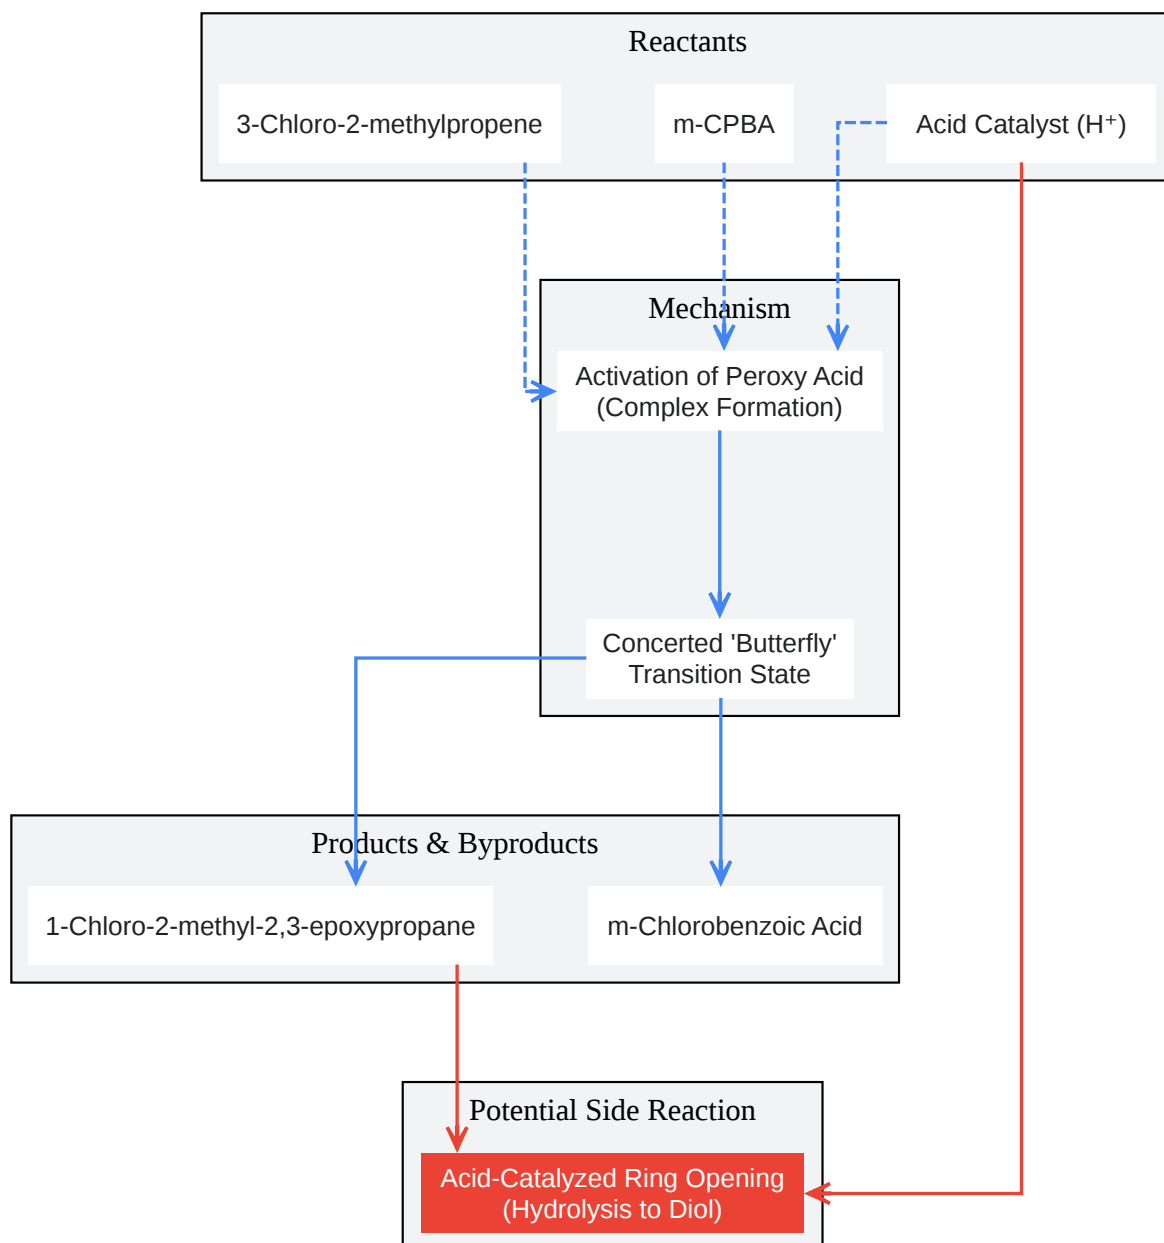 Reactants
3-Chloro-2-methylpropene
m-CPBA
Acid Catalyst (H⁺)
Mechanism
Activation of Peroxy Acid
(Complex Formation)
Concerted 'Butterfly'
Transition State
Products & Byproducts
1-Chloro-2-methyl-2,3-epoxypropane
m-Chlorobenzoic Acid
Potential Side Reaction
Acid-Catalyzed Ring Opening
(Hydrolysis to Diol)